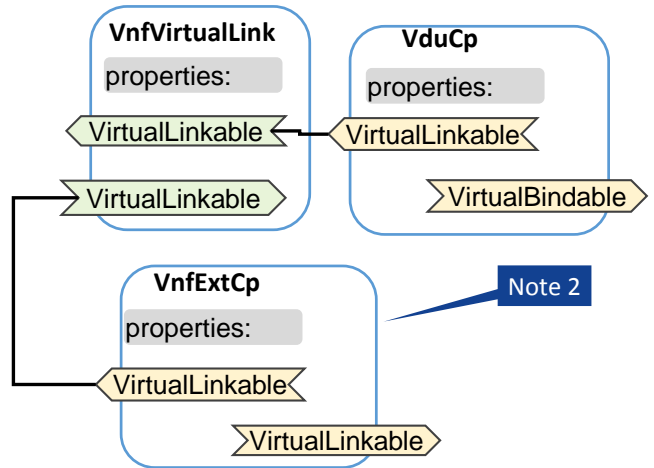 VnfVirtualLink
properties:
VirtualLinkable
VirtualLinkable
VduCp
properties:
VirtualLinkable
VirtualBindable
VnfExtCp
properties:
VirtualLinkable
VirtualLinkable
Note 2